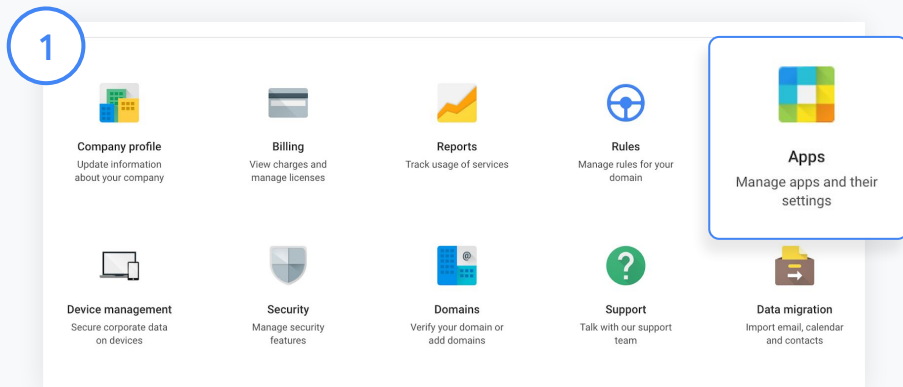 1
Company profile
Update information
about your company
Billing
View charges and
manage licenses
Reports
Track usage of services
Rules
Manage rules for your
domain
Apps
Manage apps and their
settings
Device management
Secure corporate data
on devices
Security
Manage security
features
@
Domains
Verify your domain or
add domains
?
Support
Talk with our support
team
Data migration
Import email, calendar
and contacts